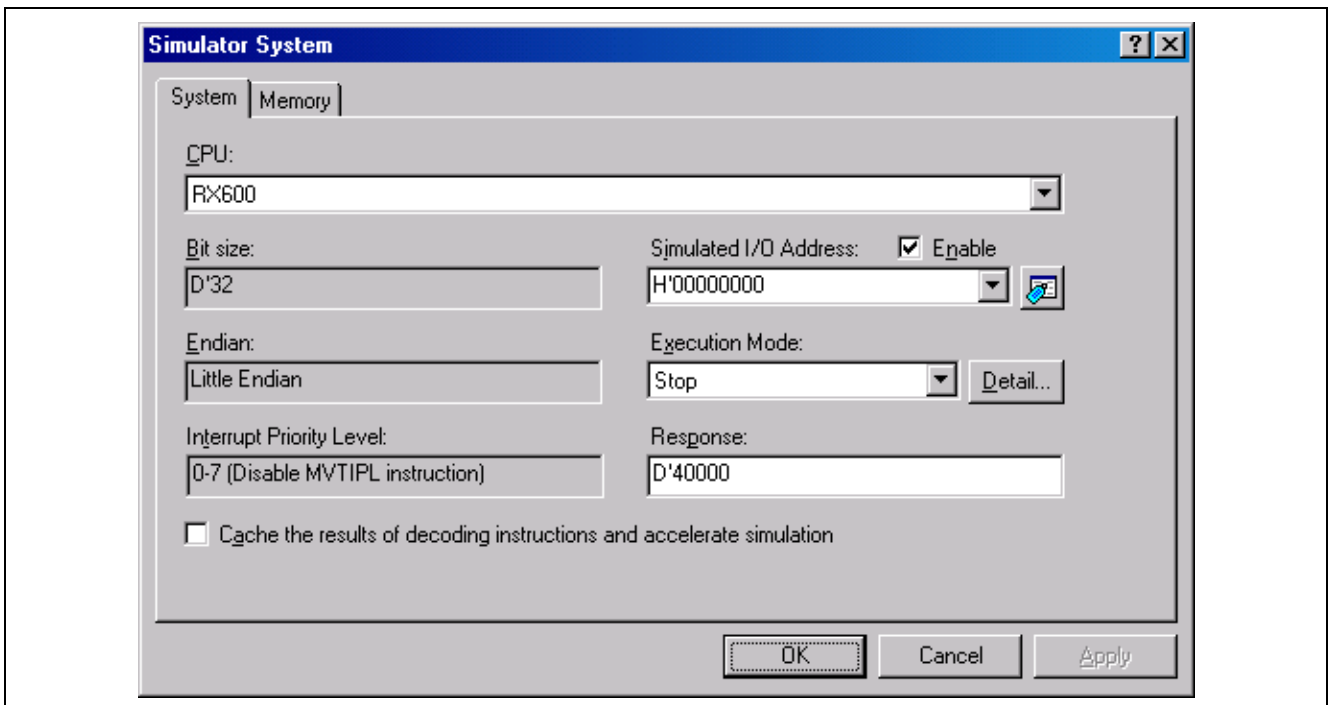 Simulator System
System Memory
CPU:
RX600
Bit size: Simulated I/O Address: Enable
D'32 H'00000000
Endian: Execution Mode:
Little Endian Stop Detail...
Interrupt Priority Level: Response:
0-7 (Disable MVTIPL instruction) D'40000
Cache the results of decoding instructions and accelerate simulation
OK Cancel Apply